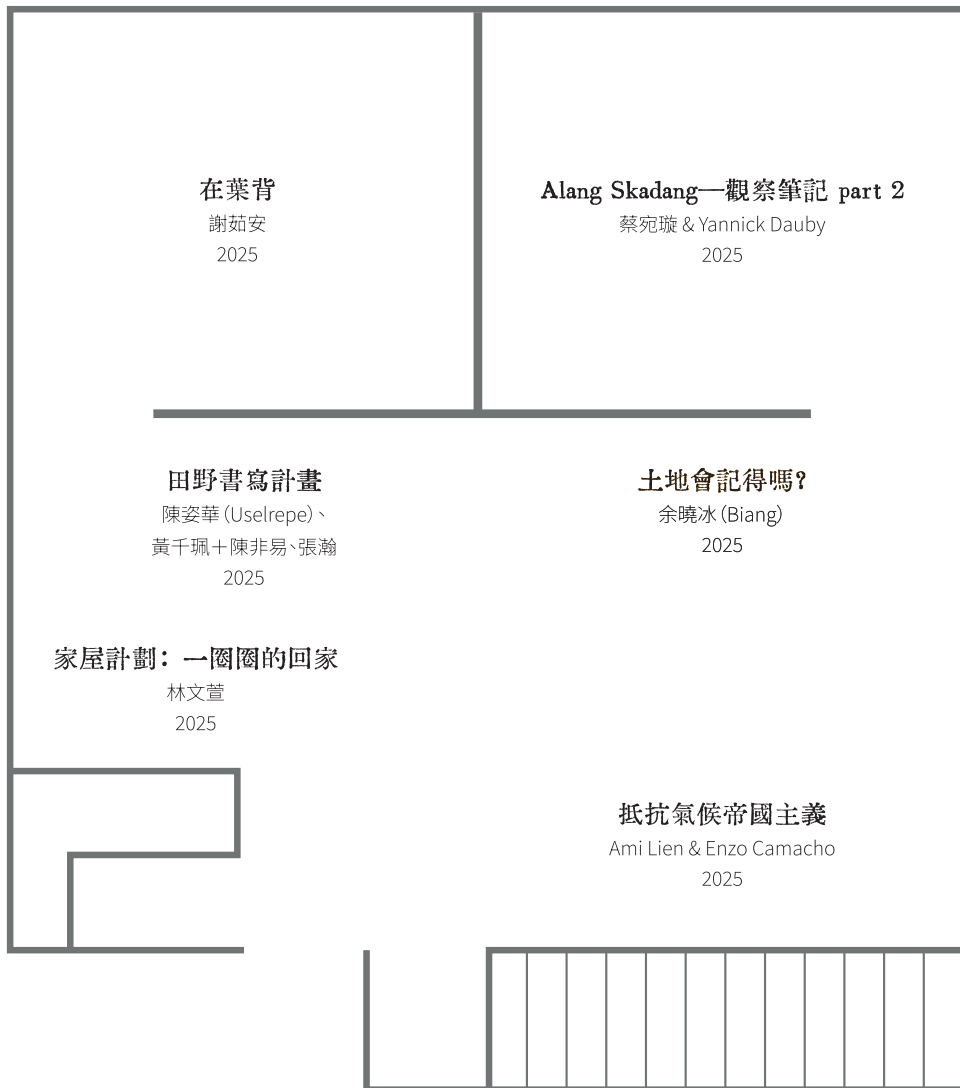 在葉背
謝茹安
2025
Alang Skadang—觀察筆記 part 2
蔡宛璇 & Yannick Dauby
2025
田野書寫計畫
陳姿華（Uselrepe）、
黃千珮＋陳非易、張瀚
2025
土地會記得嗎？
余曉冰（Biang）
2025
家屋計劃：一圈圈的回家
林文萱
2025
抵抗氣候帝國主義
Ami Lien & Enzo Camacho
2025